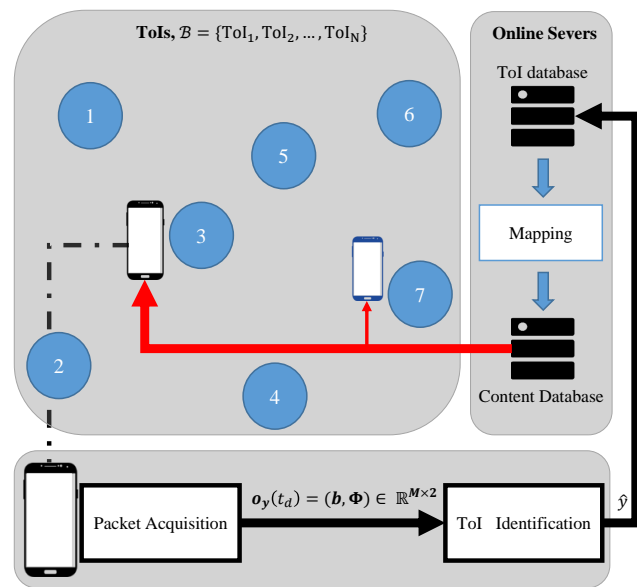 ToIs, ℬ = {ToI₁, ToI₂, … , ToI_N}
1
6
5
3
7
2
4
Online Severs
ToI database
Mapping
Content Database
Packet Acquisition
𝒐_𝒚(t_d) = (𝒃, 𝚽) ∈ ℝ^{M×2}
ToI Identification
ŷ